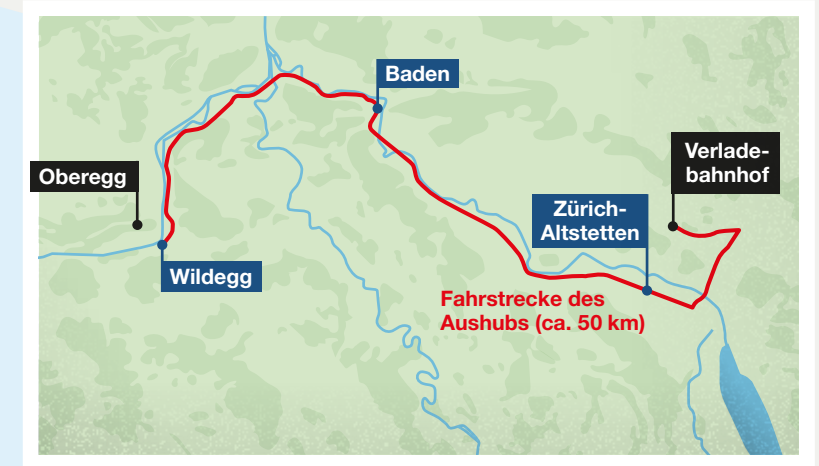 Baden
Verlade-
bahnhof
Oberegg
Zürich-
Altstetten
Wildegg
Fahrstrecke des
Aushubs (ca. 50 km)